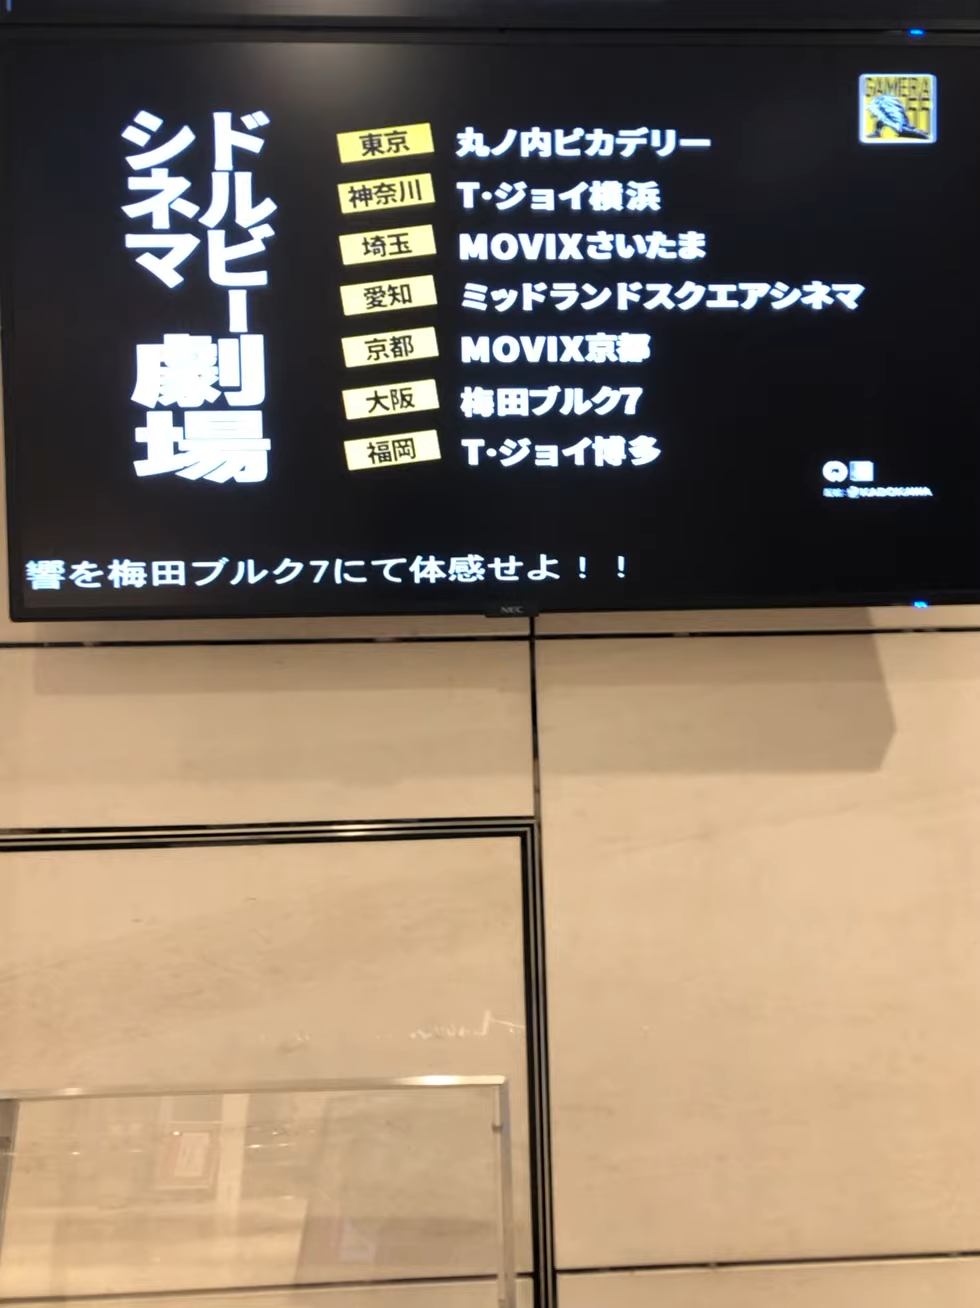 ドルビー
シネマ
劇場
東京 丸ノ内ピカデリー
神奈川 T・ジョイ横浜
埼玉 MOVIXさいたま
愛知 ミッドランドスクエアシネマ
京都 MOVIX京都
大阪 梅田ブルク7
福岡 T・ジョイ博多
GAMERA
55
KADOKAWA
響を梅田ブルク7にて体感せよ！！
NEC